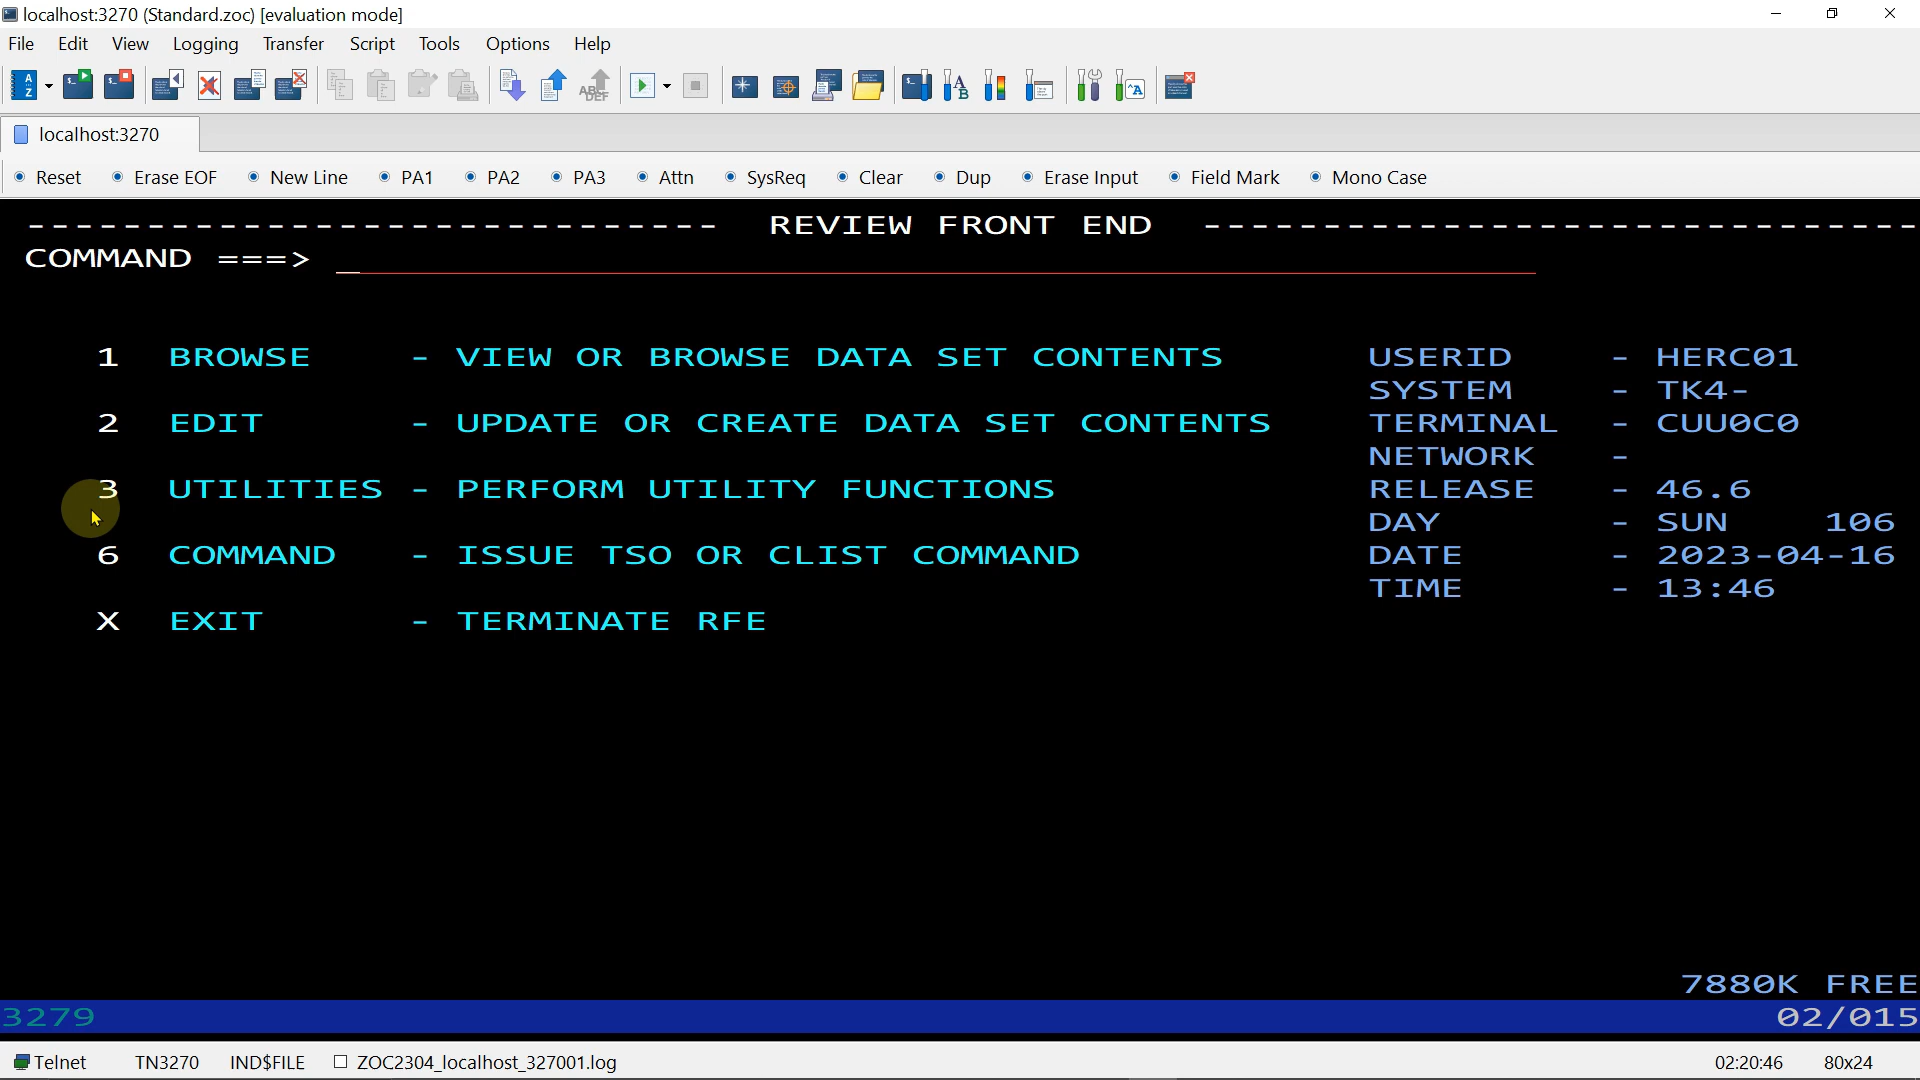 localhost:3270 (Standard.zoc) [evaluation mode]
File Edit View Logging Transfer Script Tools Options Help
localhost:3270
Reset Erase EOF New Line PA1 PA2 PA3 Attn SysReq Clear Dup Erase Input Field Mark Mono Case
------------------------------ REVIEW FRONT END ------------------------------
COMMAND ===> _
1 BROWSE - VIEW OR BROWSE DATA SET CONTENTS USERID - HERC01
SYSTEM - TK4-
2 EDIT - UPDATE OR CREATE DATA SET CONTENTS TERMINAL - CUU0C0
NETWORK -
3 UTILITIES - PERFORM UTILITY FUNCTIONS RELEASE - 46.6
DAY - SUN 106
6 COMMAND - ISSUE TSO OR CLIST COMMAND DATE - 2023-04-16
TIME - 13:46
X EXIT - TERMINATE RFE
7880K FREE
3279 02/015
Telnet TN3270 IND$FILE ZOC2304_localhost_327001.log 02:20:46 80x24